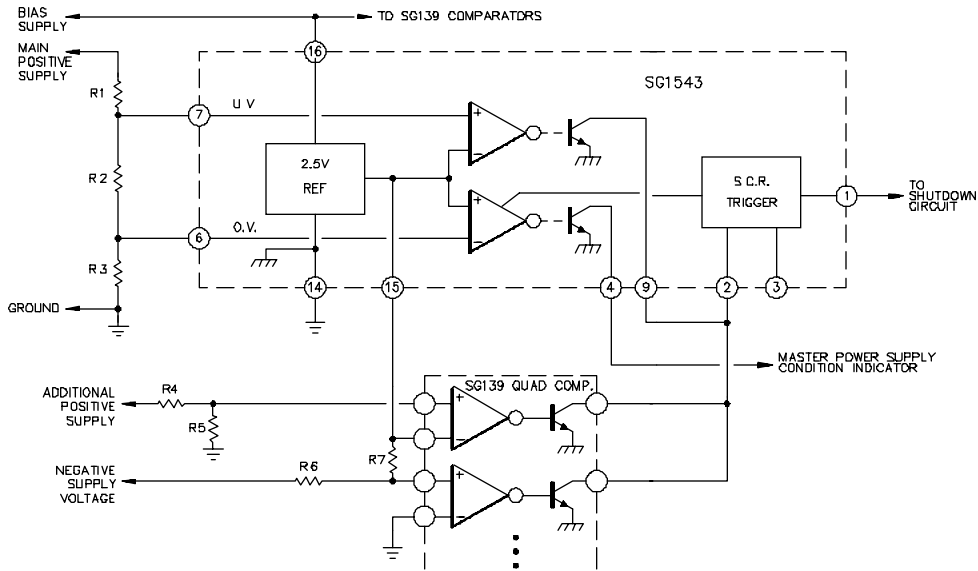 BIAS
SUPPLY
TO SG139 COMPARATORS
MAIN
POSITIVE
SUPPLY
16
SG1543
R1
7
U V
+
−
2.5V
REF
R2
S.C.R.
TRIGGER
1
TO
SHUTDOWN
CIRCUIT
6
O.V.
+
−
R3
14
15
4
9
2
3
GROUND
MASTER POWER SUPPLY
CONDITION INDICATOR
SG139 QUAD COMP.
ADDITIONAL
POSITIVE
SUPPLY
R4
R5
+
−
R7
NEGATIVE
SUPPLY
VOLTAGE
R6
+
−